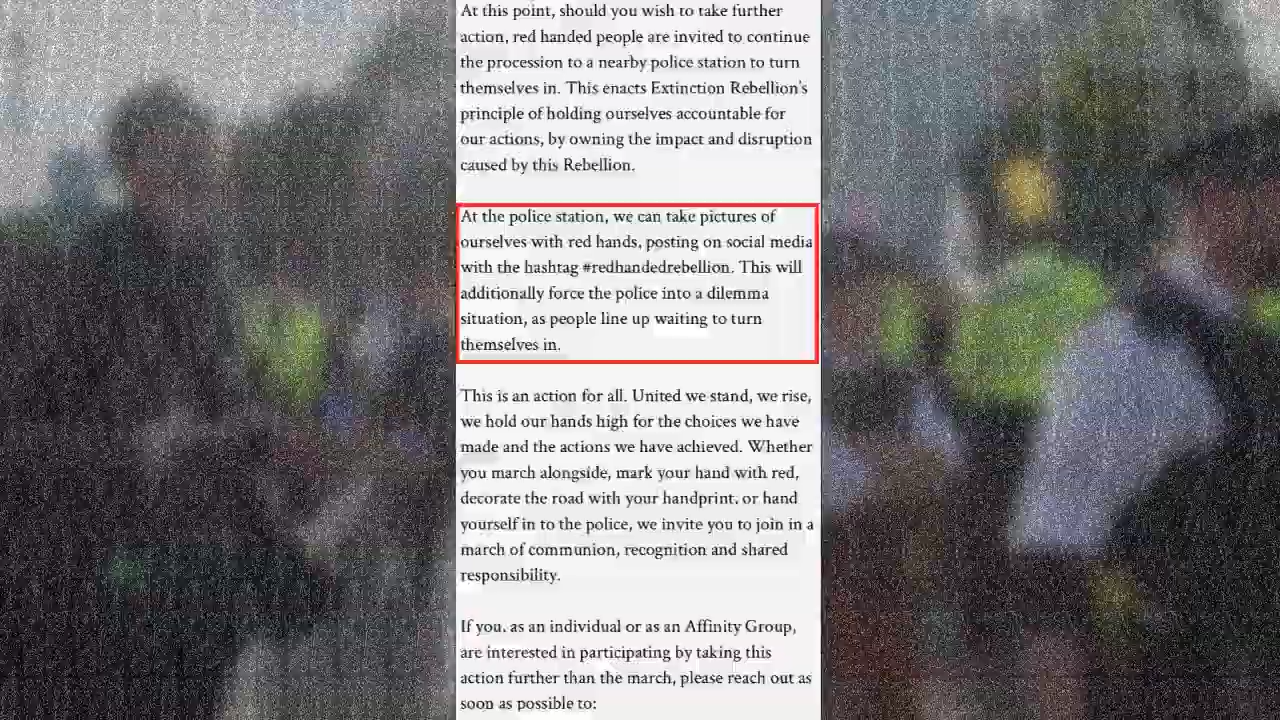 At this point, should you wish to take further
action, red handed people are invited to continue
the procession to a nearby police station to turn
themselves in. This enacts Extinction Rebellion's
principle of holding ourselves accountable for
our actions, by owning the impact and disruption
caused by this Rebellion.
At the police station, we can take pictures of
ourselves with red hands, posting on social media
with the hashtag #redhandedrebellion. This will
additionally force the police into a dilemma
situation, as people line up waiting to turn
themselves in.
This is an action for all. United we stand, we rise,
we hold our hands high for the choices we have
made and the actions we have achieved. Whether
you march alongside, mark your hand with red,
decorate the road with your handprint, or hand
yourself in to the police, we invite you to join in a
march of communion, recognition and shared
responsibility.
If you, as an individual or as an Affinity Group,
are interested in participating by taking this
action further than the march, please reach out as
soon as possible to: